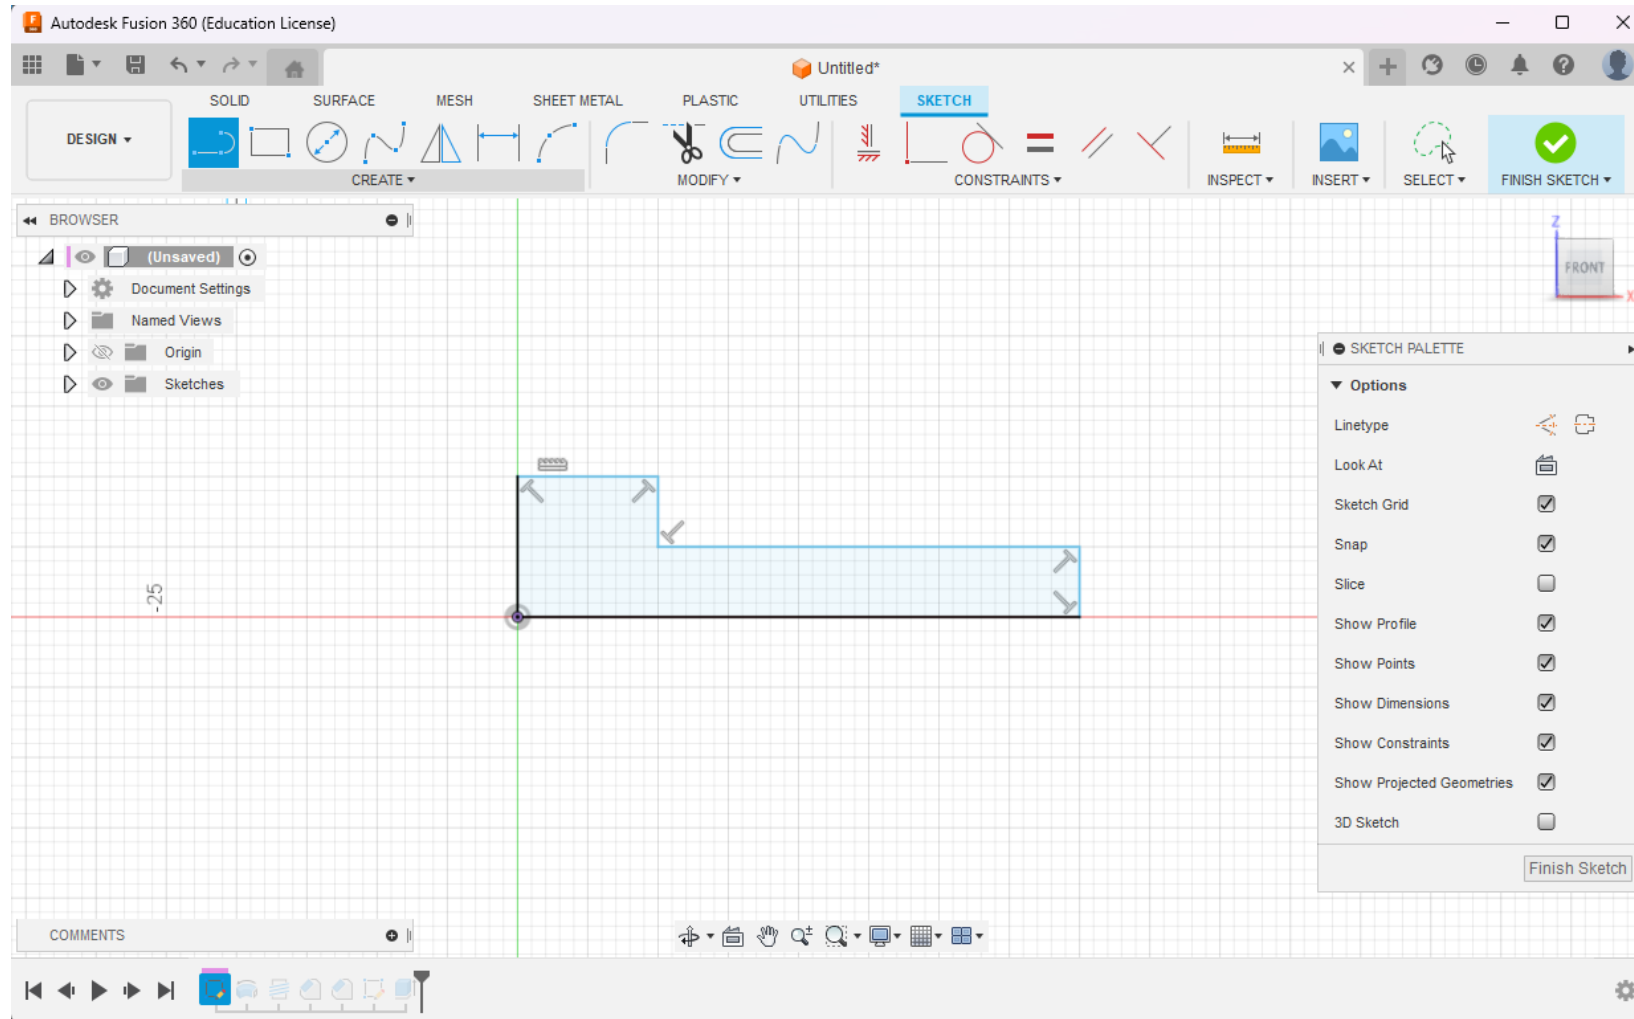 Autodesk Fusion 360 (Education License)
Untitled*
SOLID SURFACE MESH SHEET METAL PLASTIC UTILITIES SKETCH
DESIGN
CREATE MODIFY CONSTRAINTS INSPECT INSERT SELECT FINISH SKETCH
BROWSER
(Unsaved)
Document Settings
Named Views
Origin
Sketches
Z
FRONT
X
-25
SKETCH PALETTE
Options
Linetype
Look At
Sketch Grid
Snap
Slice
Show Profile
Show Points
Show Dimensions
Show Constraints
Show Projected Geometries
3D Sketch
Finish Sketch
COMMENTS